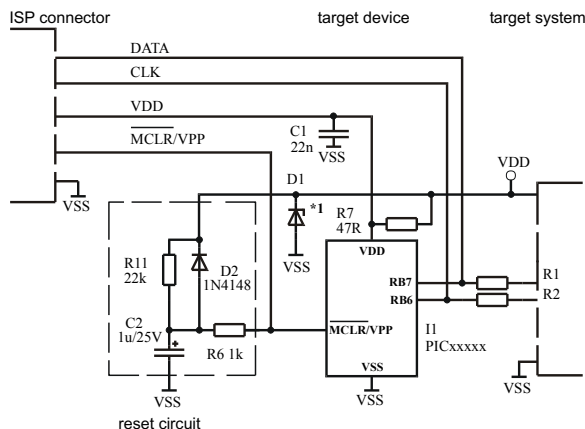 ISP connector
target device
target system
DATA
CLK
VDD
C1
22n
VSS
MCLR/VPP
VDD
VSS
D1
*1
R7
47R
VDD
VSS
R11
22k
D2
1N4148
RB7
R1
RB6
R2
C2
1u/25V
MCLR/VPP
I1
PICxxxxx
R6 1k
VSS
VSS
VSS
VSS
reset circuit